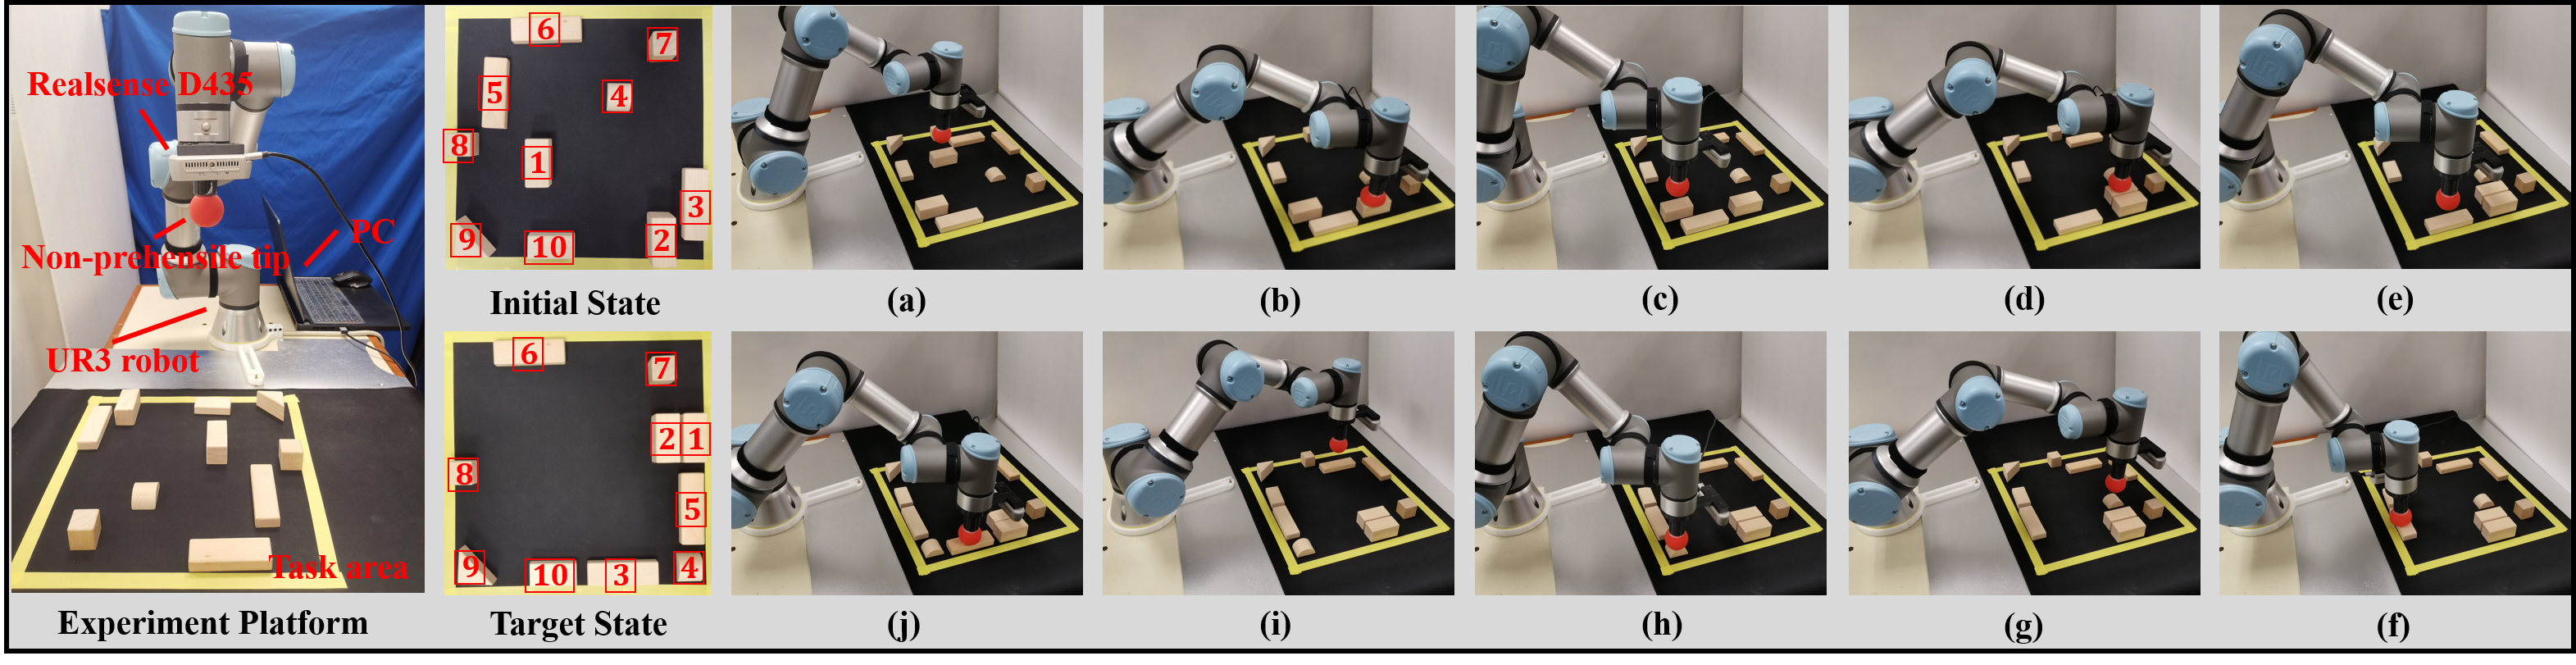 Realsense D435
Non-prehensile tip
PC
UR3 robot
Task area
Experiment Platform
6
7
5
4
8
1
3
9
10
2
Initial State
6
7
2 1
8
5
9
10
3
4
Target State
(a)
(b)
(c)
(d)
(e)
(j)
(i)
(h)
(g)
(f)